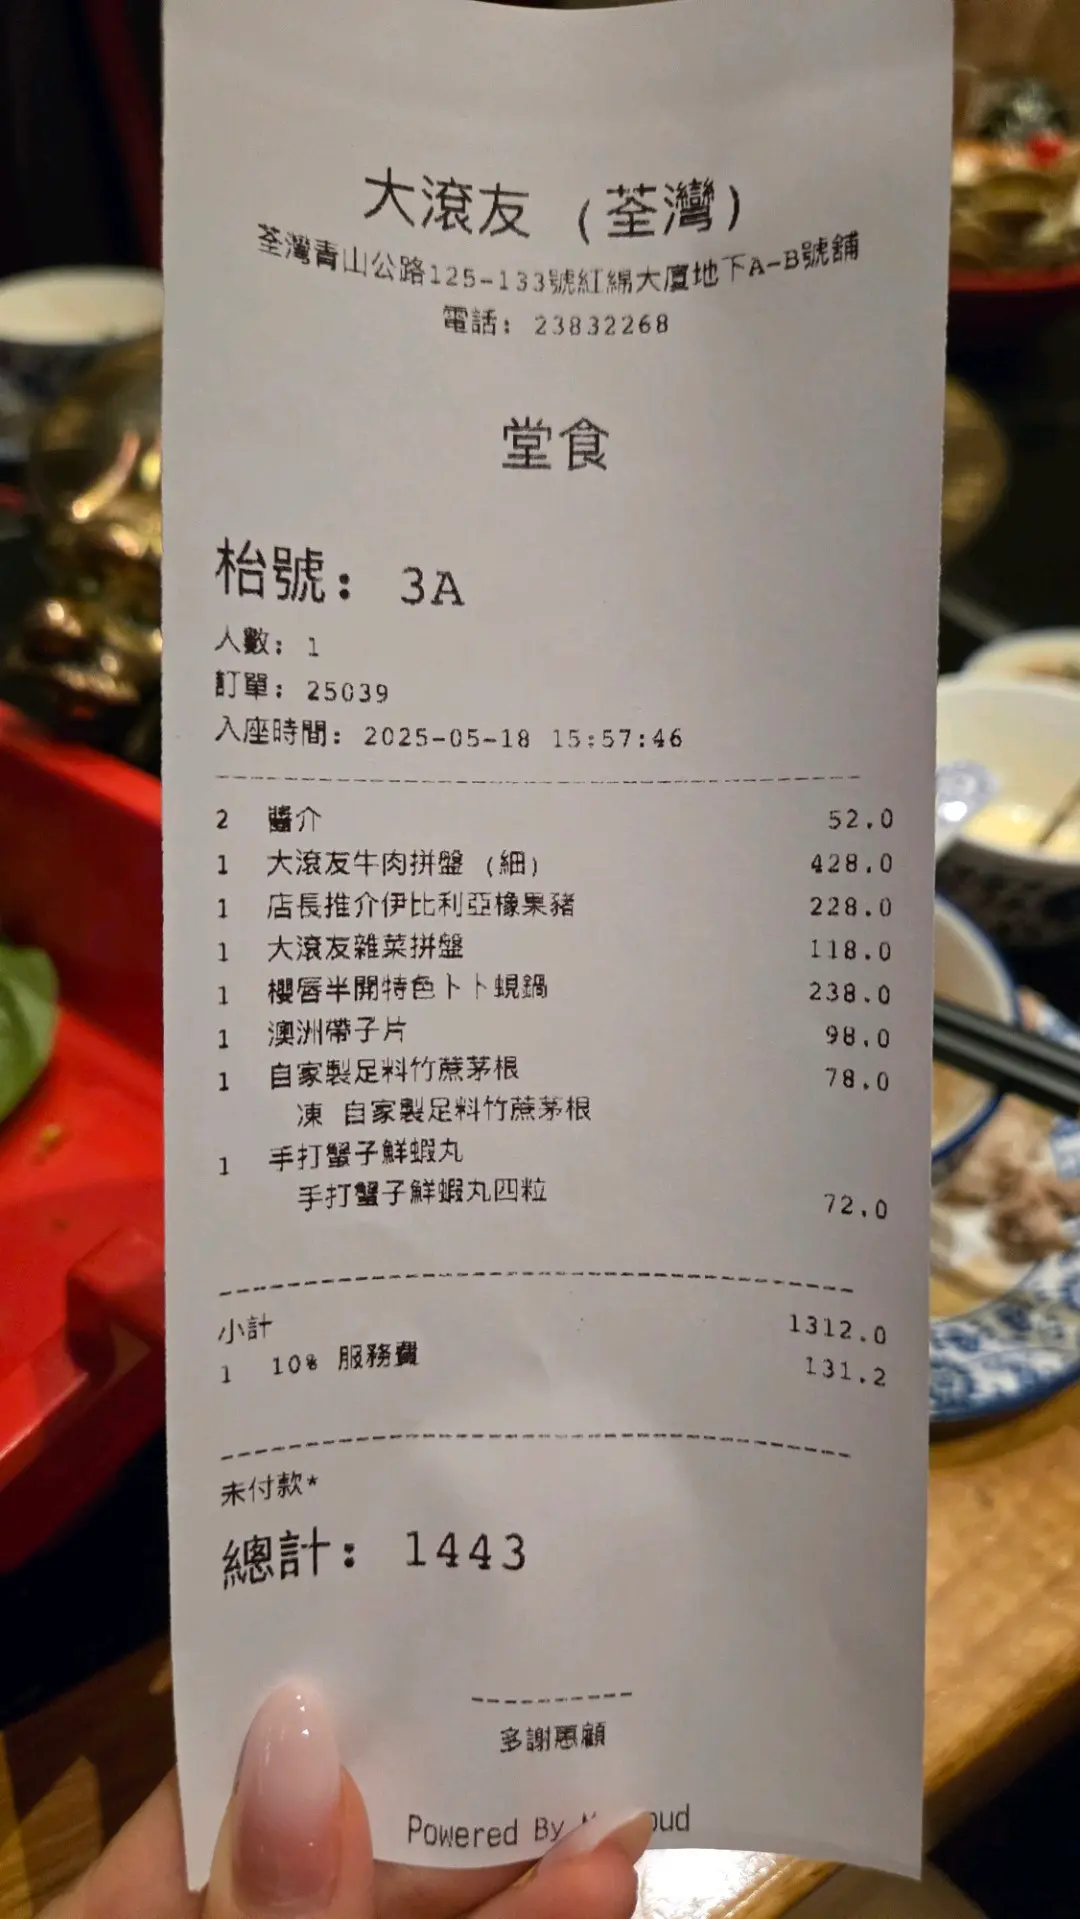 大滾友 (荃灣)
荃灣青山公路125-133號紅綿大廈地下A-B號舖
電話: 23832268
堂食
枱號: 3A
人數: 1
訂單: 25039
入座時間: 2025-05-18 15:57:46
2 醬介 52.0
1 大滾友牛肉拼盤 (細) 428.0
1 店長推介伊比利亞橡果豬 228.0
1 大滾友雜菜拼盤 118.0
1 櫻唇半開特色卜卜蜆鍋 238.0
1 澳洲帶子片 98.0
1 自家製足料竹蔗茅根 78.0
凍 自家製足料竹蔗茅根
1 手打蟹子鮮蝦丸
手打蟹子鮮蝦丸四粒 72.0
小計 1312.0
1 10% 服務費 131.2
未付款*
總計: 1443
多謝惠顧
Powered By